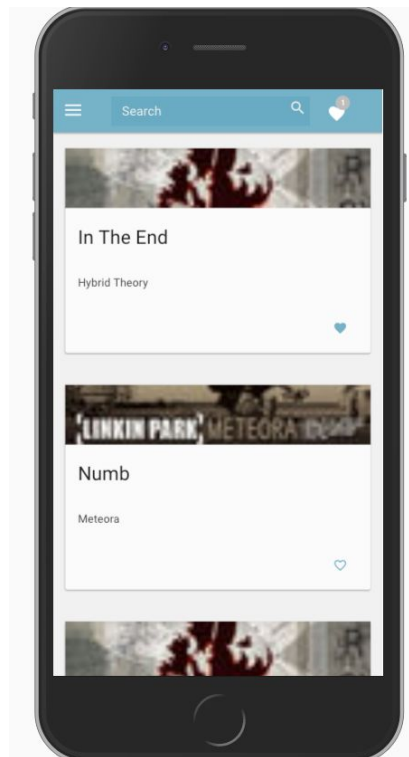 Search
1
In The End
Hybrid Theory
[LINKIN PARK] METEORA
Numb
Meteora